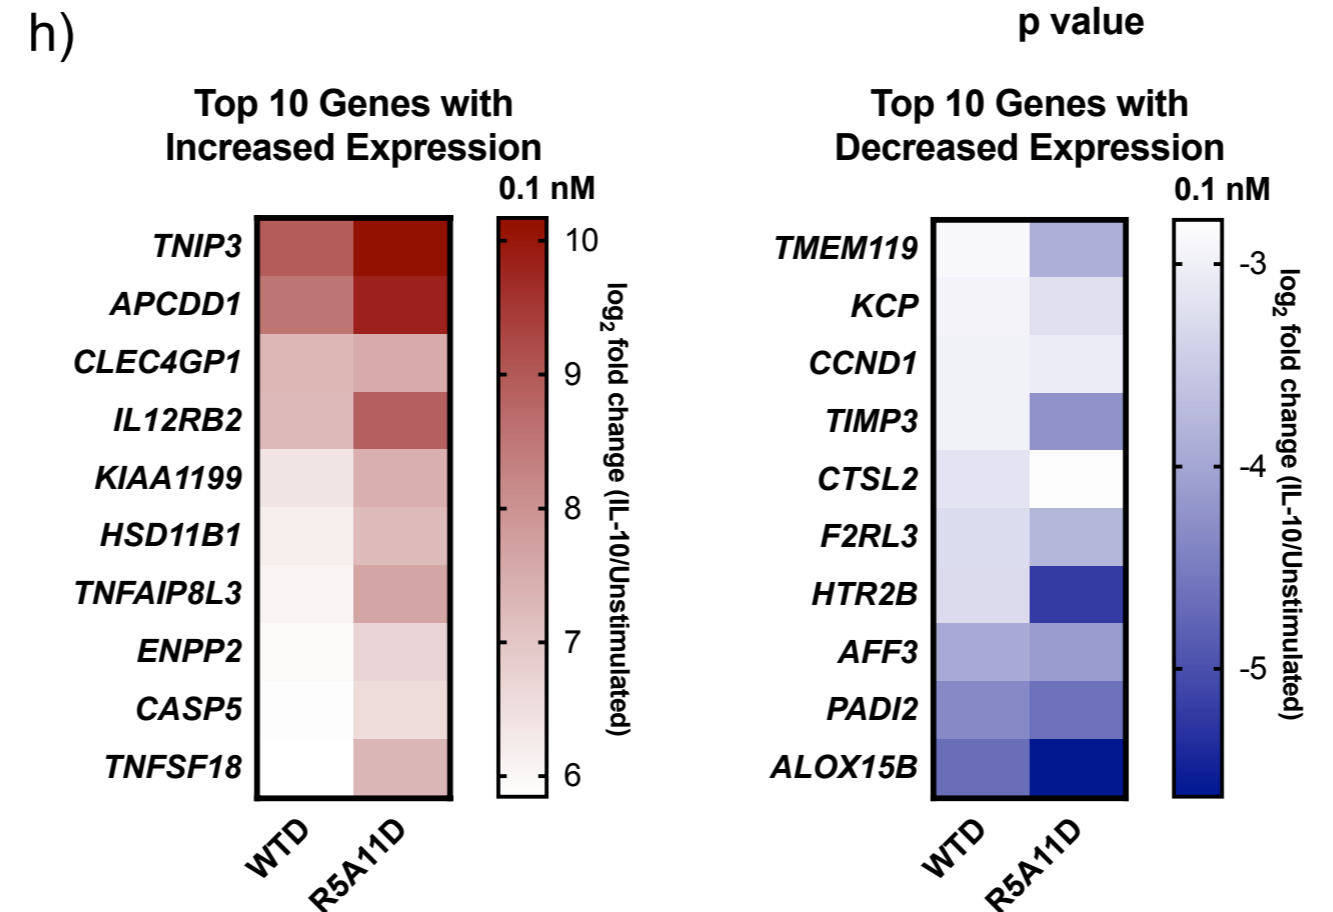 h)
p value
Top 10 Genes with
Increased Expression
0.1 nM
TNIP3
APCDD1
CLEC4GP1
IL12RB2
KIAA1199
HSD11B1
TNFAIP8L3
ENPP2
CASP5
TNFSF18
WTD
R5A11D
10
9
8
7
6
log₂ fold change (IL-10/Unstimulated)
Top 10 Genes with
Decreased Expression
0.1 nM
TMEM119
KCP
CCND1
TIMP3
CTSL2
F2RL3
HTR2B
AFF3
PADI2
ALOX15B
WTD
R5A11D
-3
-4
-5
log₂ fold change (IL-10/Unstimulated)